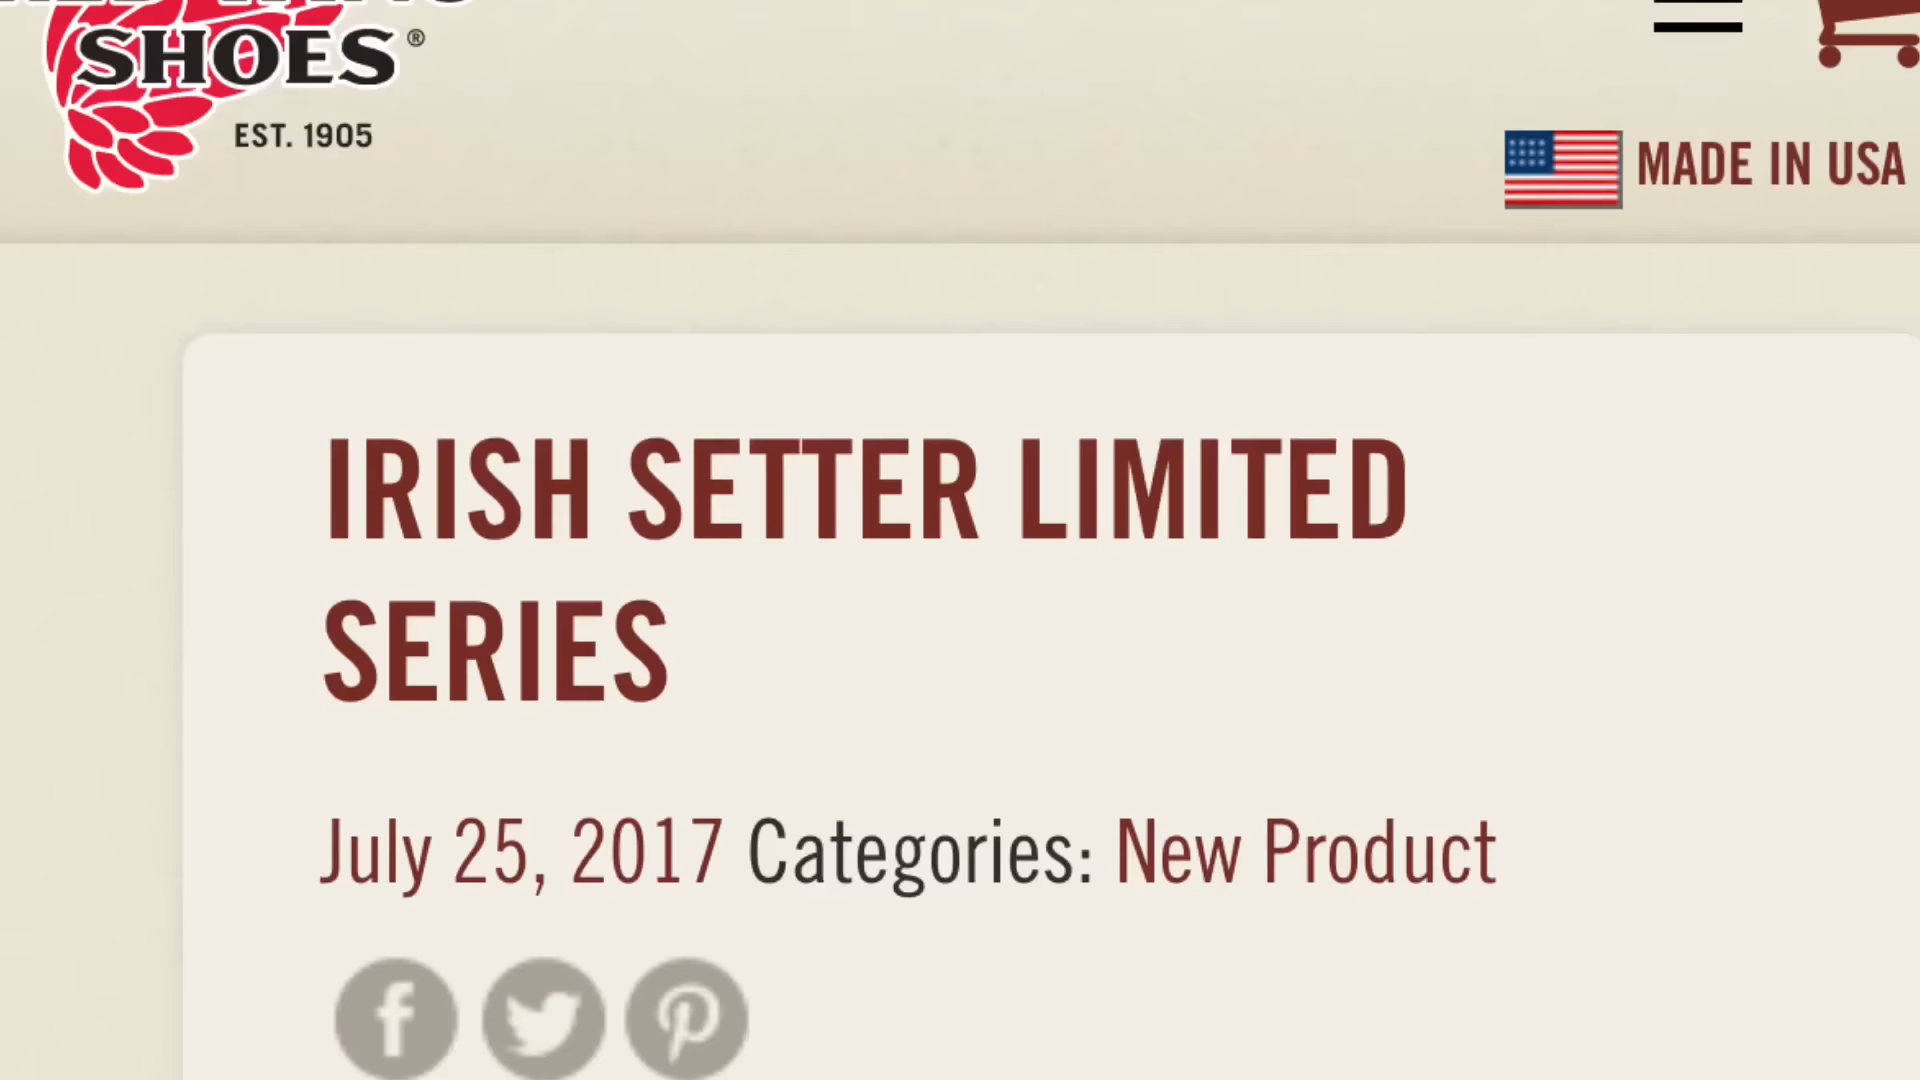 SHOES®
EST. 1905
MADE IN USA
IRISH SETTER LIMITED
SERIES
July 25, 2017 Categories: New Product